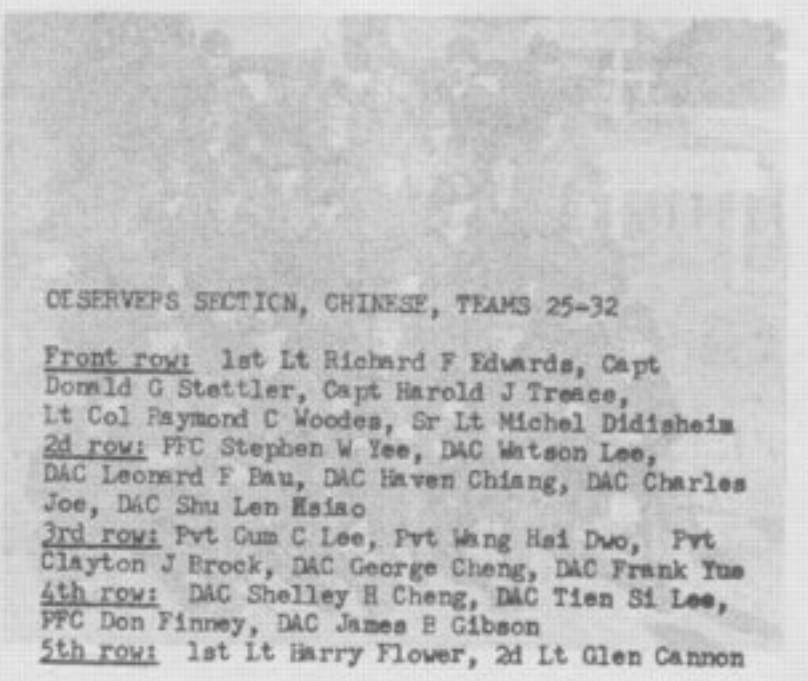 OBSERVERS SECTION, CHINESE, TEAMS 25-32
Front row: 1st Lt Richard F Edwards, Capt
Donald G Stettler, Capt Harold J Treace,
Lt Col Raymond C Woodes, Sr Lt Michel Didisheim
2d row: PFC Stephen W Yee, DAC Watson Lee,
DAC Leonard F Bau, DAC Haven Chiang, DAC Charles
Joe, DAC Shu Len Hsiao
3rd row: Pvt Gum C Lee, Pvt Wang Hai Dwo, Pvt
Clayton J Brock, DAC George Cheng, DAC Frank Yue
4th row: DAC Shelley H Cheng, DAC Tien Si Lee,
PFC Don Finney, DAC James B Gibson
5th row: 1st Lt Harry Flower, 2d Lt Glen Cannon